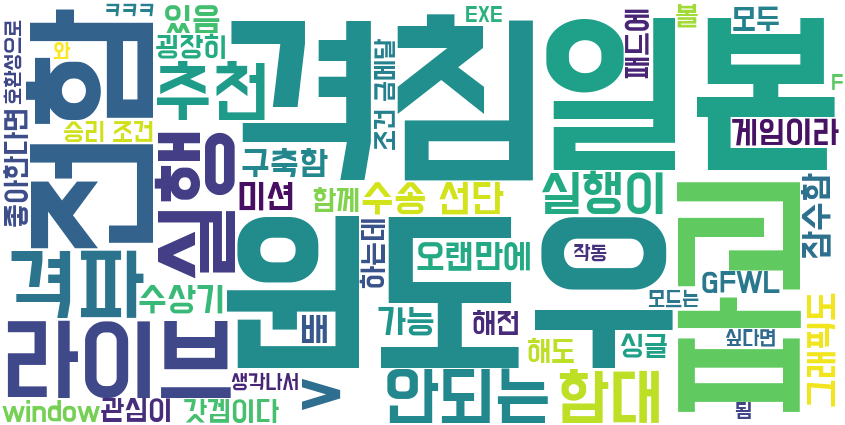 ㅋㅋㅋ
있음
EXE
볼
모두
굉장히
와
호환성으로
전함
추천
격침
일본
패드웅
F
좋아한다면
승리 조건
조건 금메달
게임이라
실행
구축함
미션
함께
수송 선단
실행이
잠수함
격파
워
도우
파괴
하는데
오랜만에
작동
수상기
GFWL
모드는
라이브
배
가능
해전
해도
싱글
싶다면
그래픽도
V
생각나서
안되는
함대
window
관심이
갓겜이다
됨